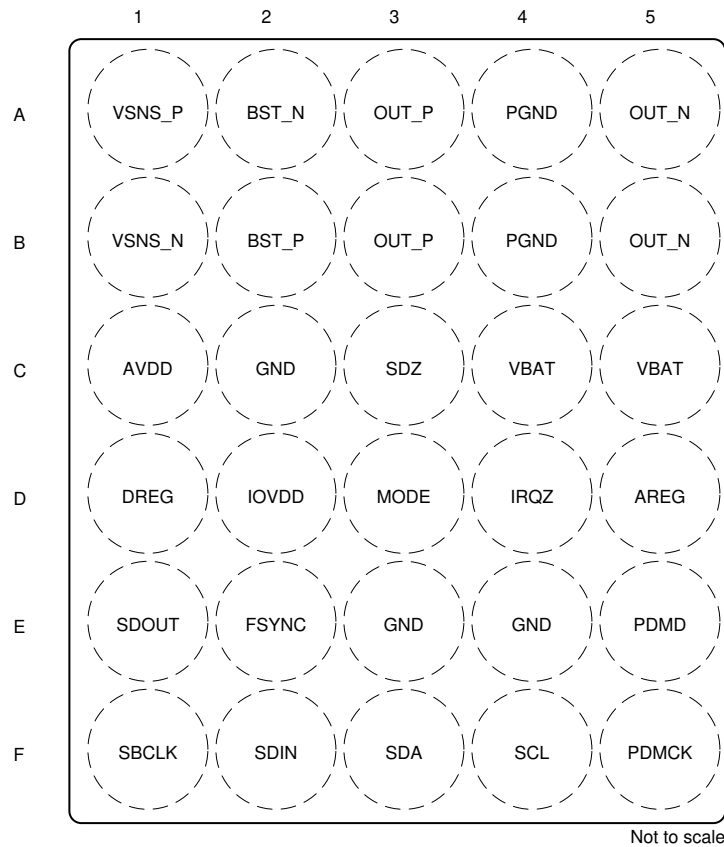 1 2 3 4 5
A VSNS_P BST_N OUT_P PGND OUT_N
B VSNS_N BST_P OUT_P PGND OUT_N
C AVDD GND SDZ VBAT VBAT
D DREG IOVDD MODE IRQZ AREG
E SDOUT FSYNC GND GND PDMD
F SBCLK SDIN SDA SCL PDMCK
Not to scale